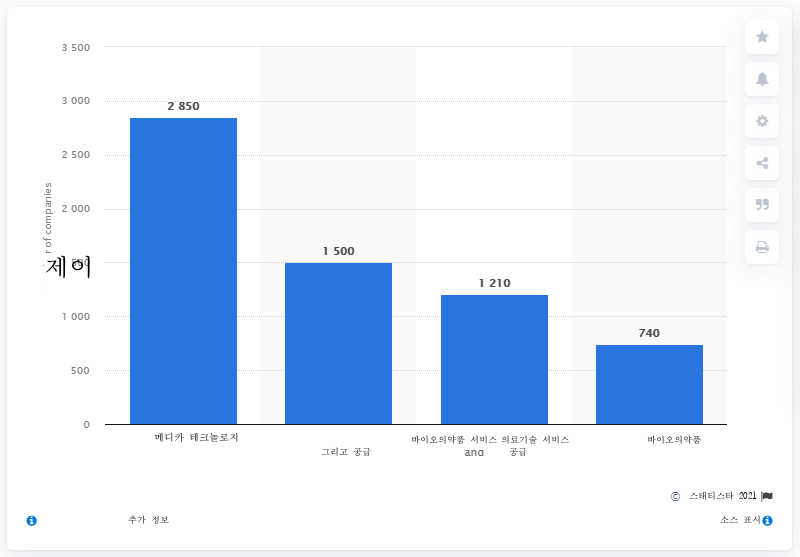 3 500
3 000
2 500
2 000
1 000
500
0
r of companies
제이
2 850
1 500
1 210
740
메디카 테크놀로지
그리고 공급
바이오의약품 서비스 의료기술 서비스
and 공급
바이오의약품
© 스태티스타 2021
추가 정보
소스 표시